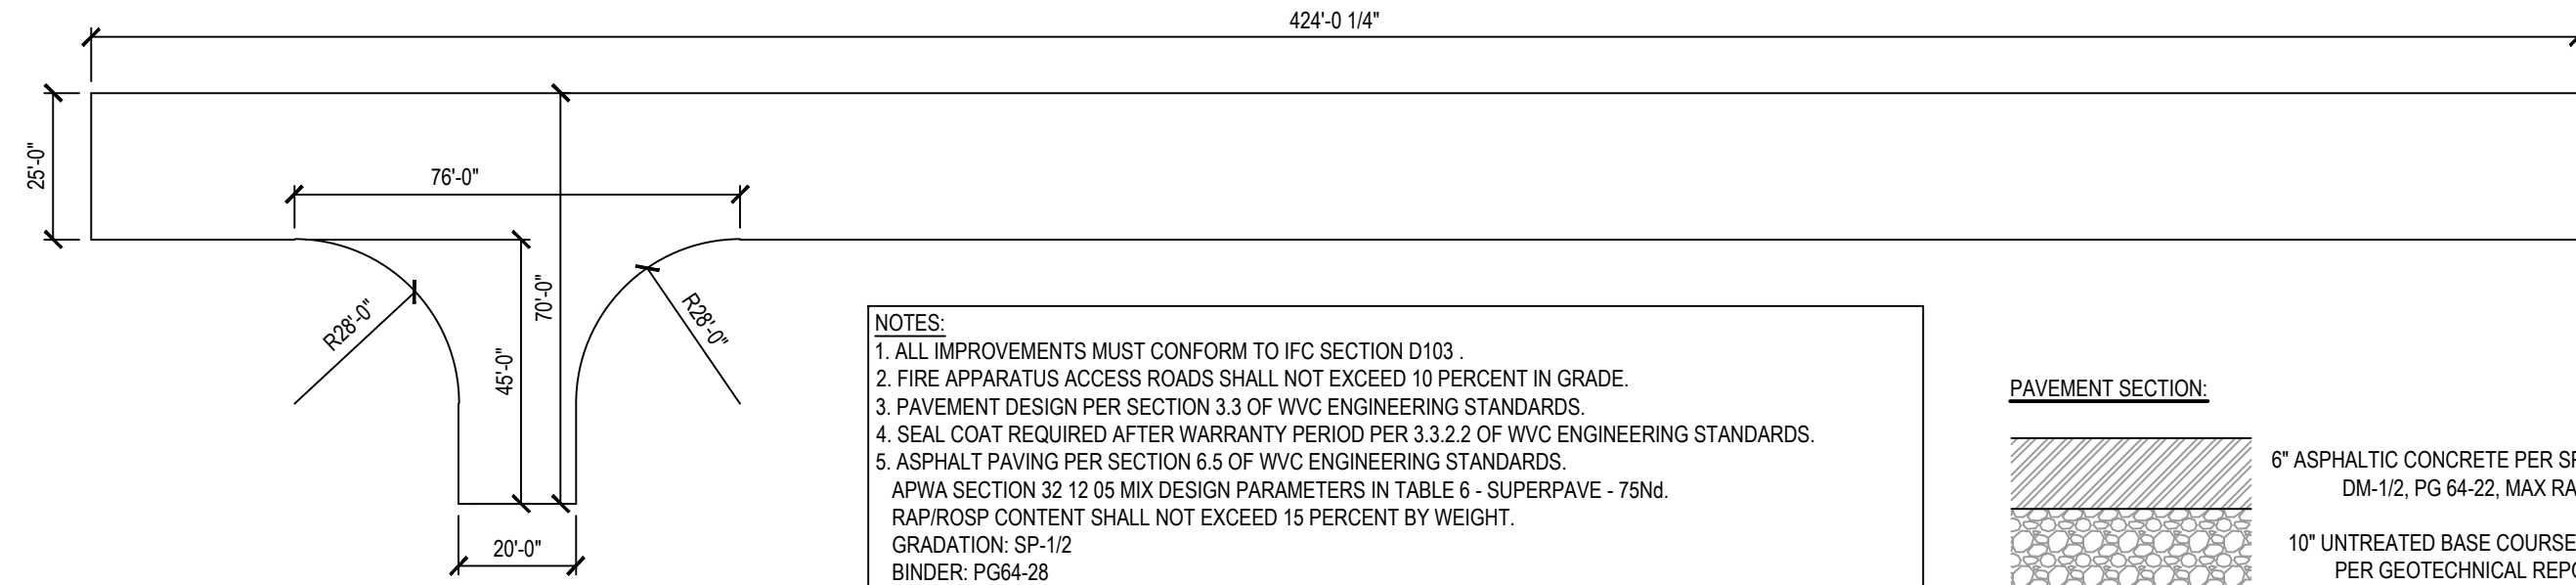 424'-0 1/4"
25'-0"
76'-0"
70'-0"
45'-0"
R28'-0"
R28'-0"
20'-0"
NOTES:
1. ALL IMPROVEMENTS MUST CONFORM TO IFC SECTION D103 .
2. FIRE APPARATUS ACCESS ROADS SHALL NOT EXCEED 10 PERCENT IN GRADE.
3. PAVEMENT DESIGN PER SECTION 3.3 OF WVC ENGINEERING STANDARDS.
4. SEAL COAT REQUIRED AFTER WARRANTY PERIOD PER 3.3.2.2 OF WVC ENGINEERING STANDARDS.
5. ASPHALT PAVING PER SECTION 6.5 OF WVC ENGINEERING STANDARDS.
APWA SECTION 32 12 05 MIX DESIGN PARAMETERS IN TABLE 6 - SUPERPAVE - 75Nd.
RAP/ROSP CONTENT SHALL NOT EXCEED 15 PERCENT BY WEIGHT.
GRADATION: SP-1/2
BINDER: PG64-28
PAVEMENT SECTION:
6" ASPHALTIC CONCRETE PER
DM-1/2, PG 64-22, MAX
10" UNTREATED BASE COURSE
PER GEOTECHNICAL